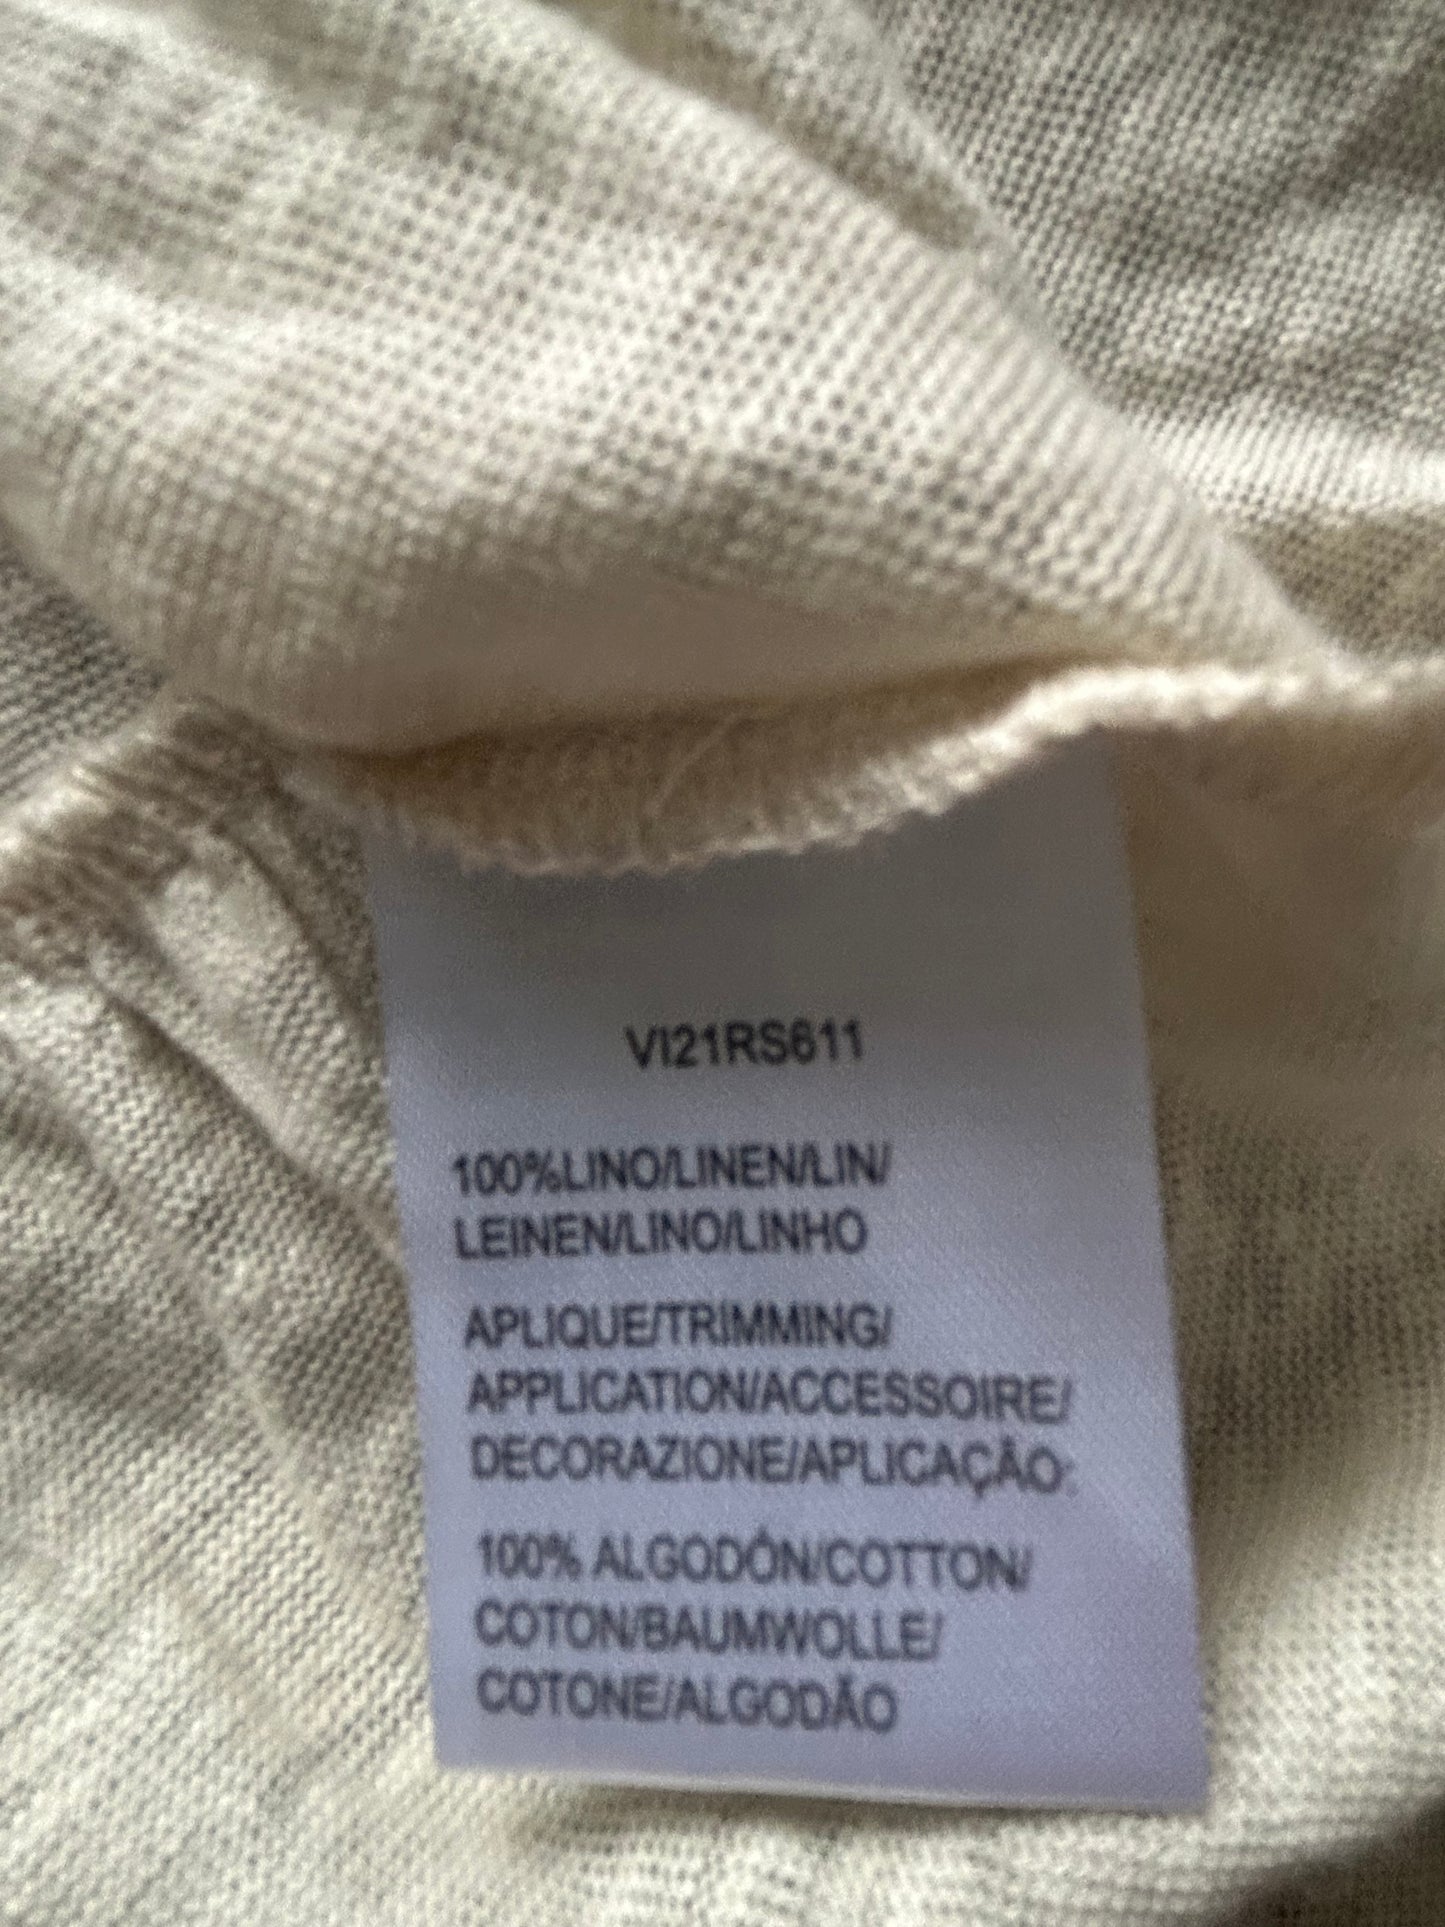 VI21RS611
100%LINO/LINEN/LIN/
LEINEN/LINO/LINHO
APLIQUE/TRIMMING/
APPLICATION/ACCESSOIRE/
DECORAZIONE/APLICAÇÃO:
100% ALGODÓN/COTTON/
COTON/BAUMWOLLE/
COTONE/ALGODÃO